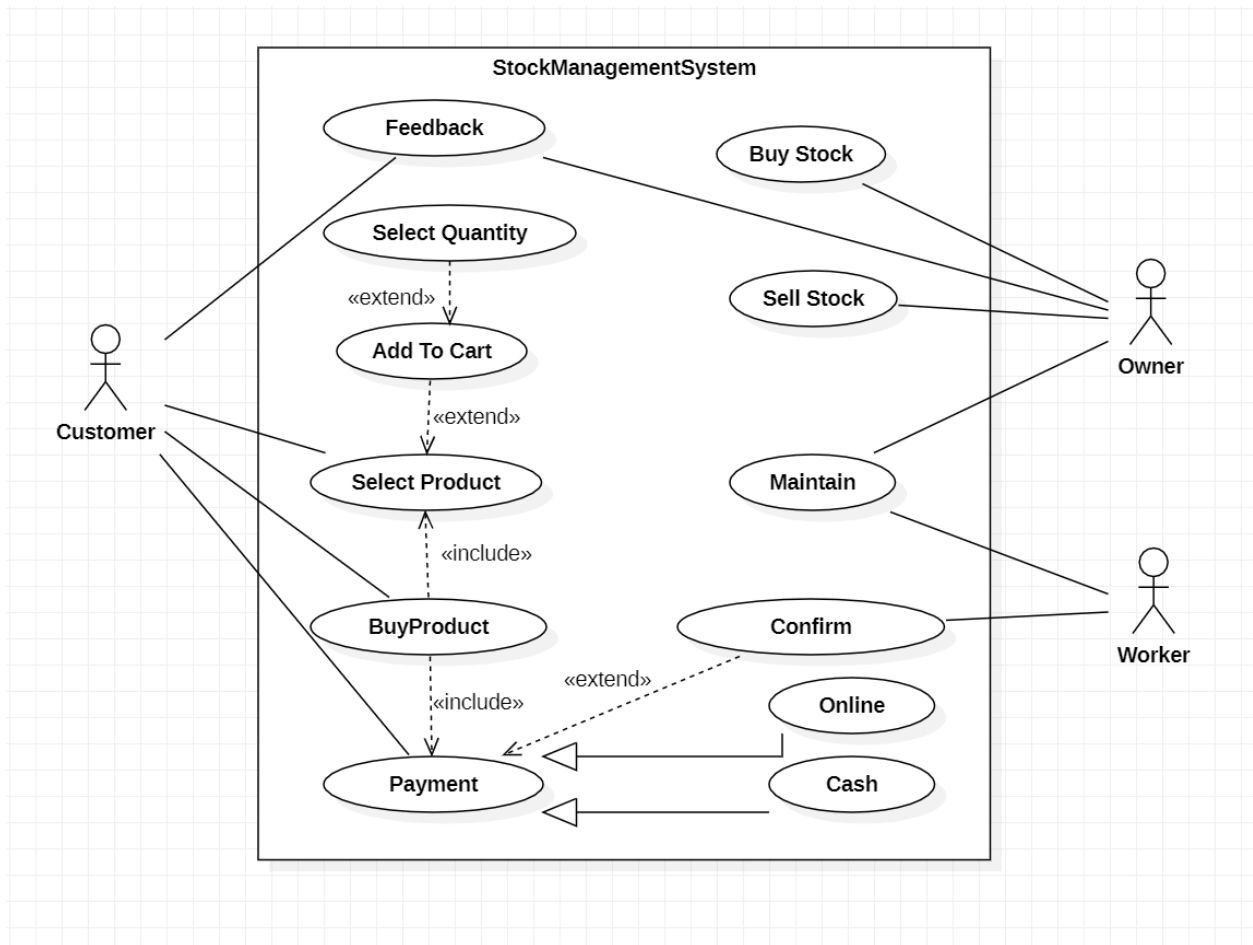 StockManagementSystem
Feedback
Buy Stock
Select Quantity
«extend»
Sell Stock
Add To Cart
Owner
«extend»
Customer
Select Product
Maintain
«include»
BuyProduct
Confirm
Worker
«extend»
«include»
Online
Payment
Cash